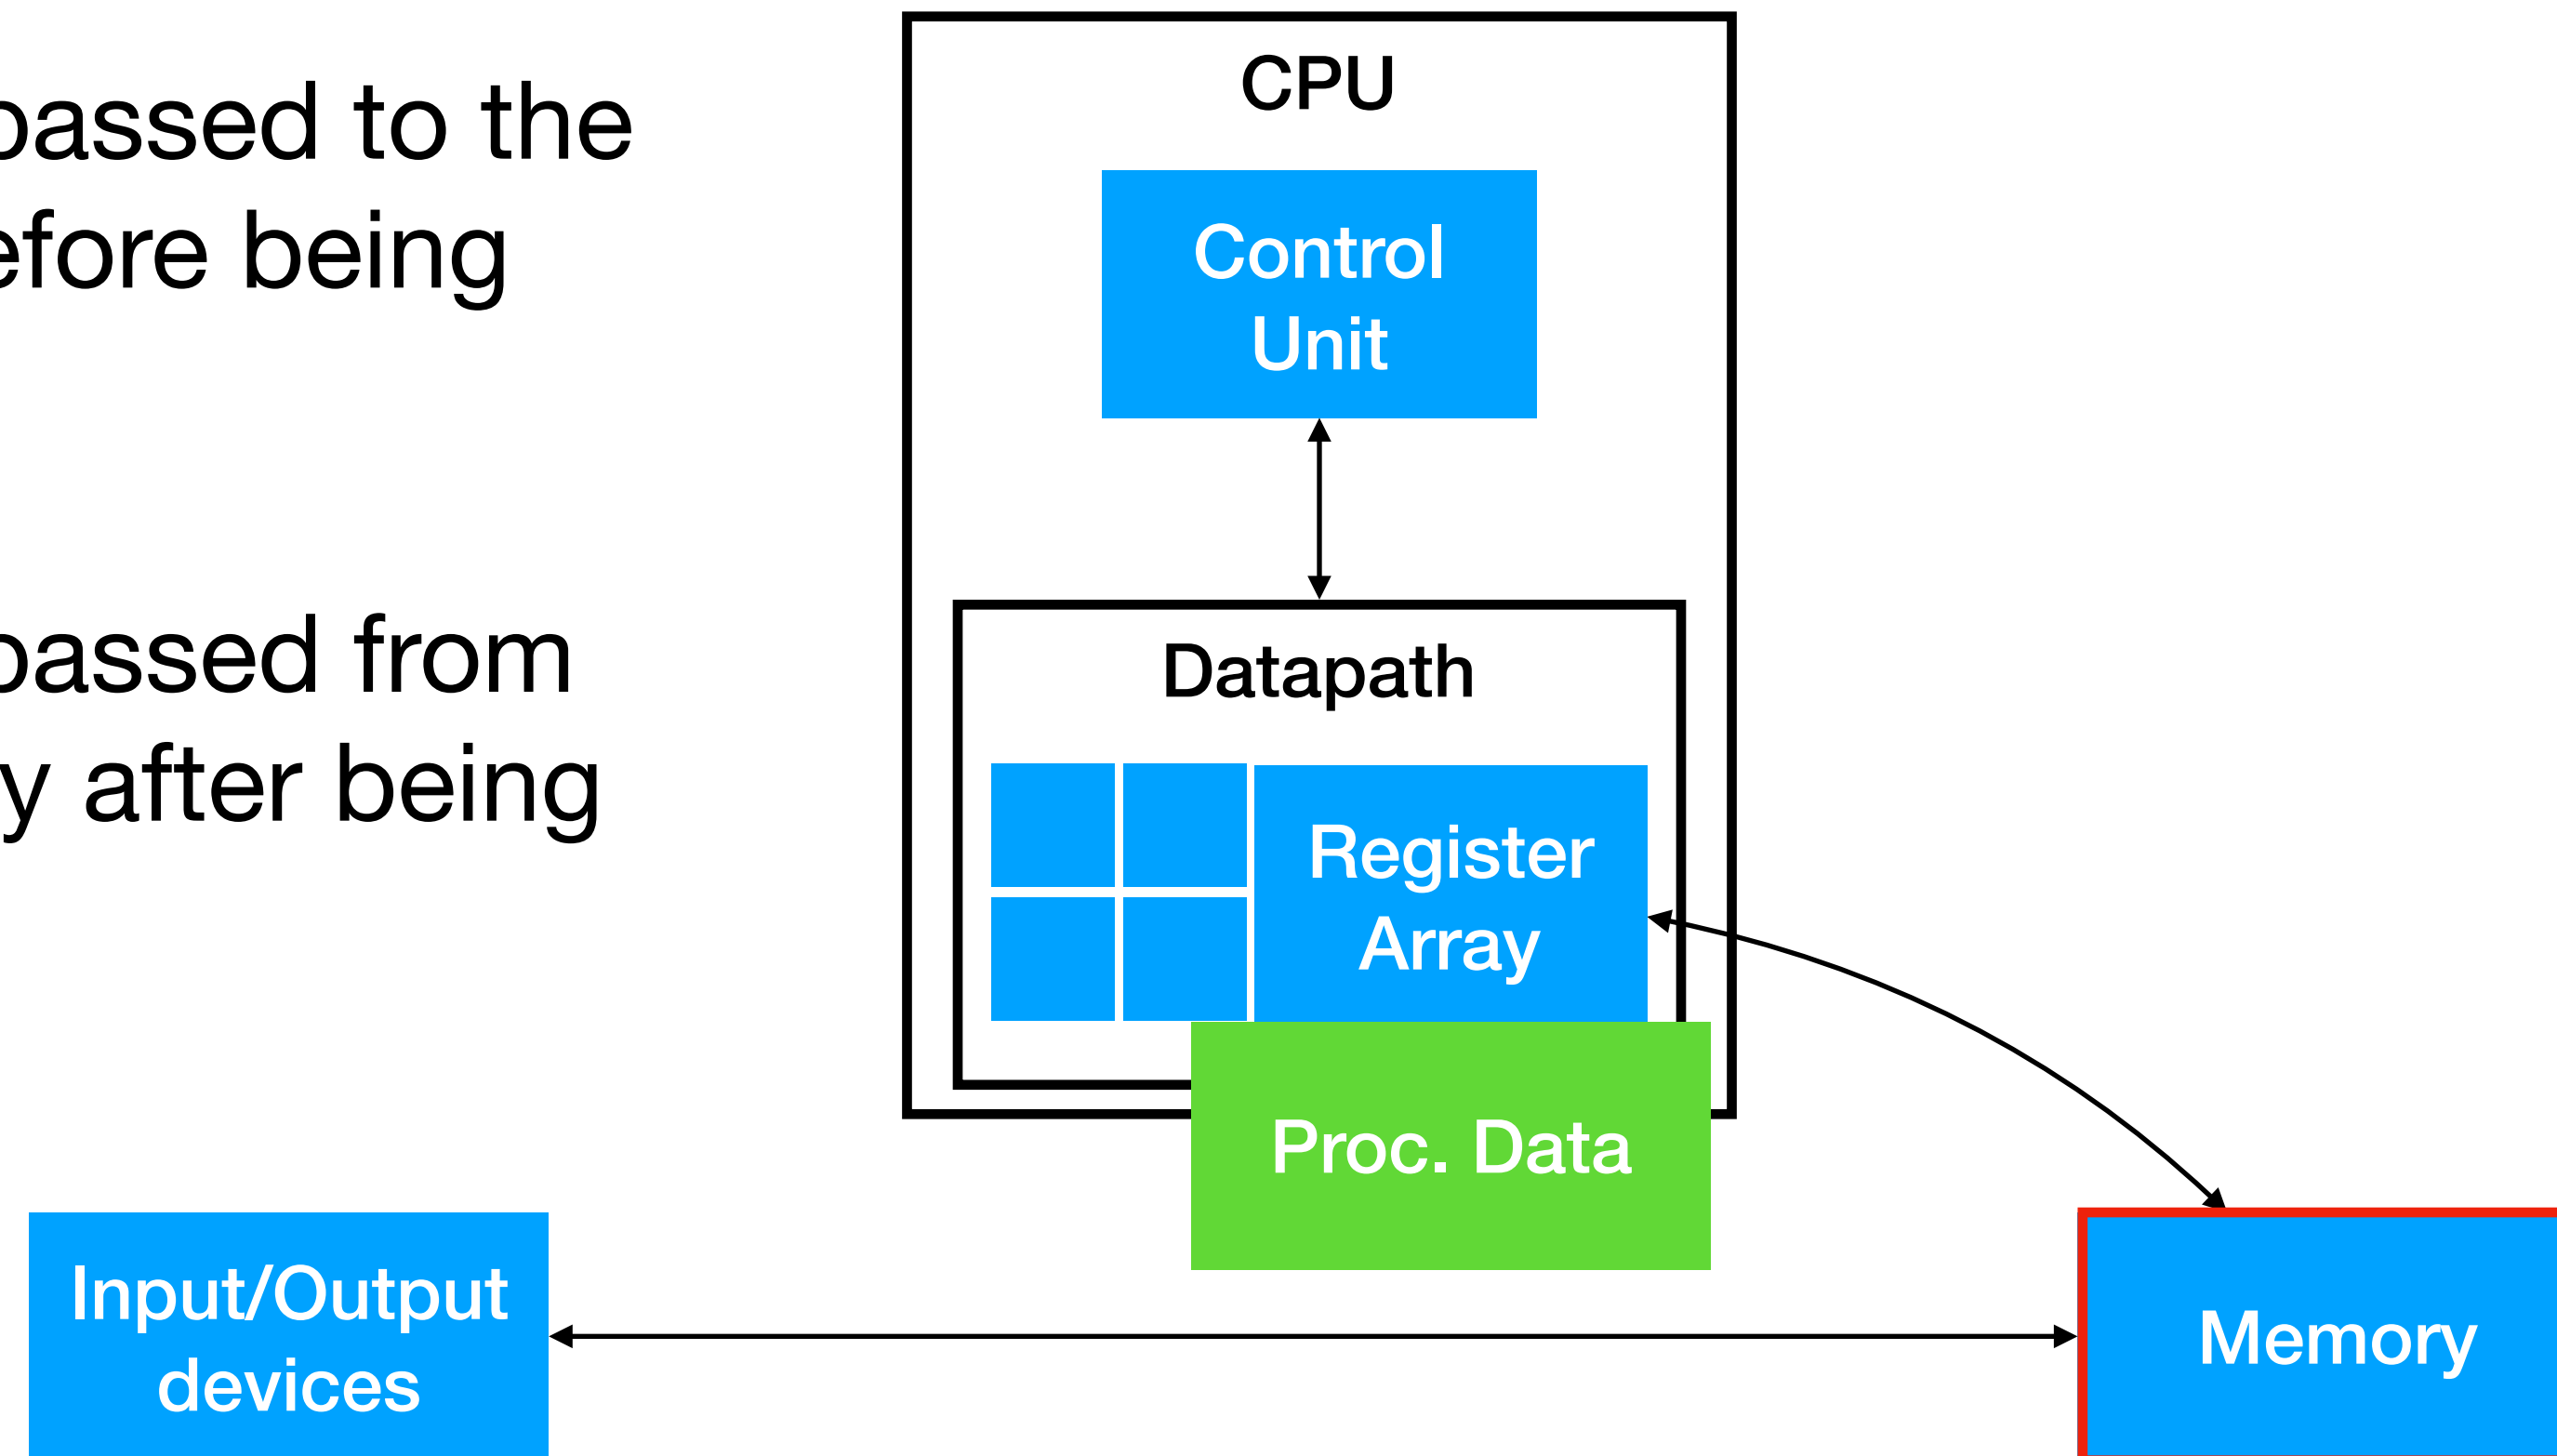 passed to the
efore being
passed from
y after being
CPU
Control
Unit
Datapath
Register
Array
Proc. Data
Input/Output
devices
Memory